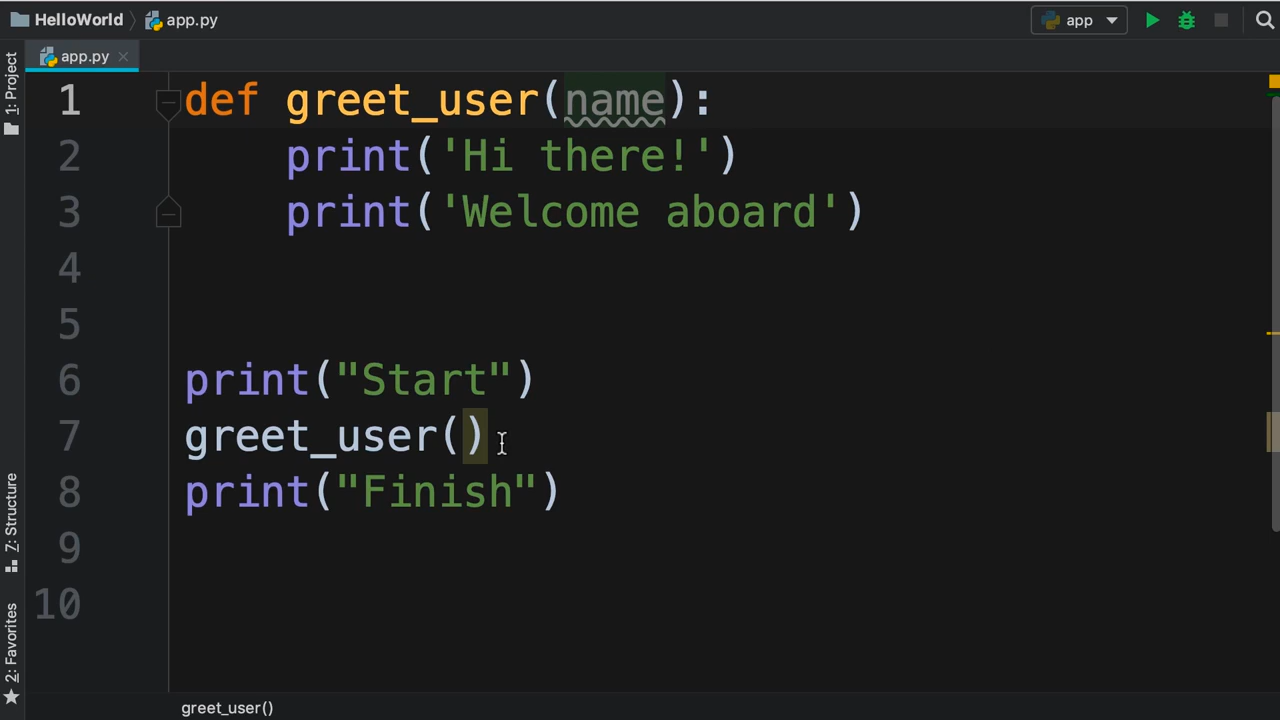 HelloWorld app.py app
app.py
1: Project
1 def greet_user(name):
2     print('Hi there!')
3     print('Welcome aboard')
4
5
6 print("Start")
7 greet_user()
8 print("Finish")
9
10
7: Structure
2: Favorites
greet_user()